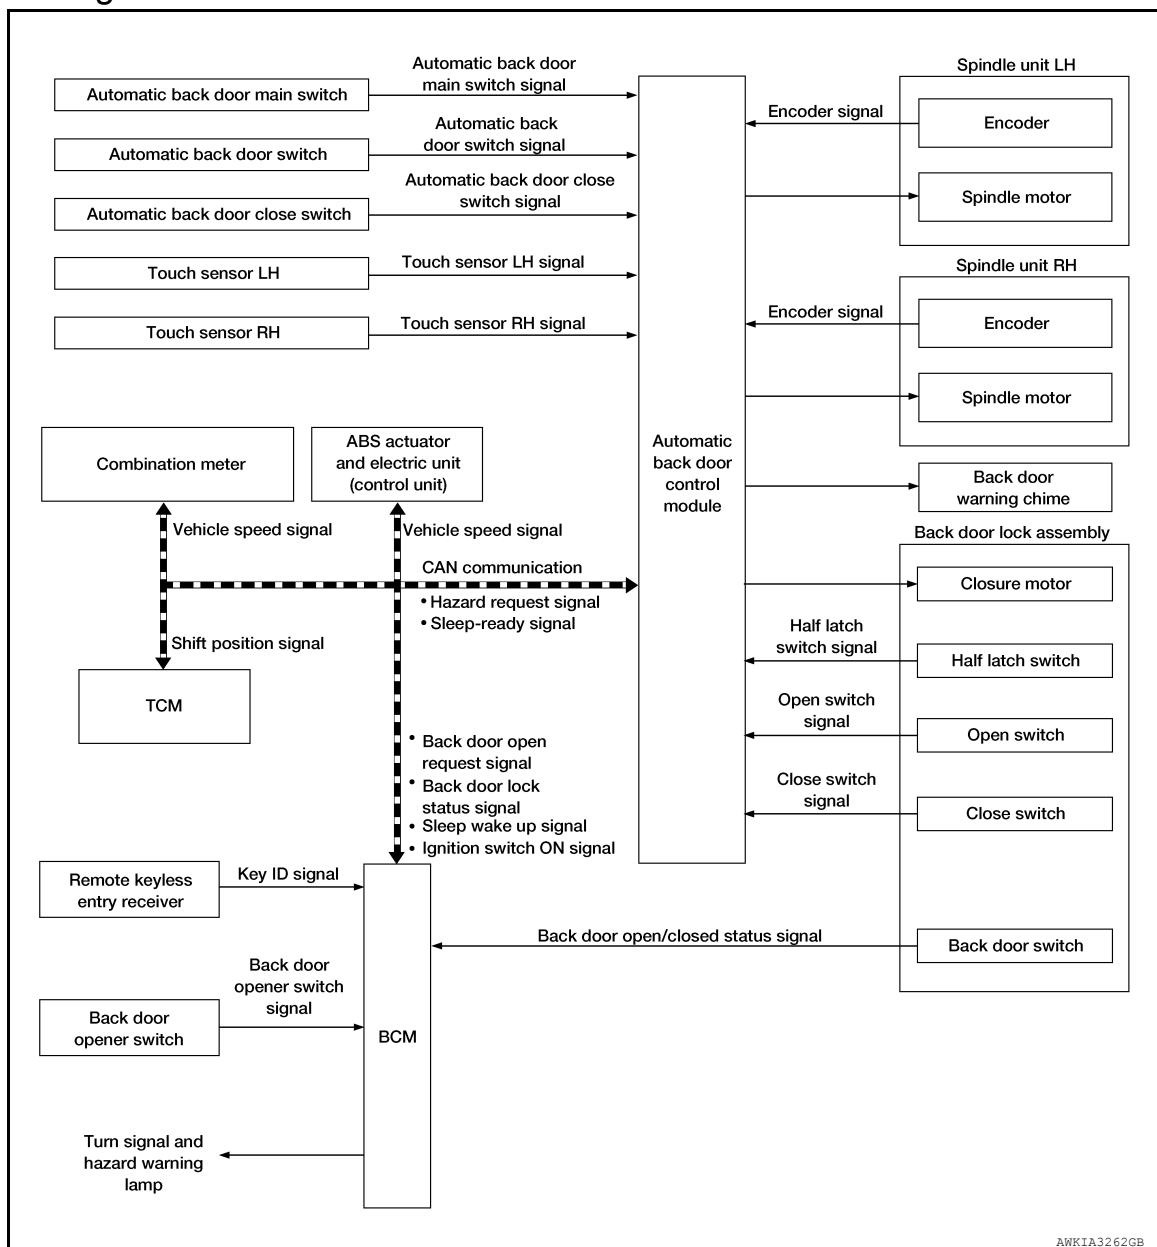 Automatic back door
main switch signal
Automatic back door main switch
Automatic back
door switch signal
Automatic back door switch
Automatic back door close
switch signal
Automatic back door close switch
Touch sensor LH
Touch sensor LH signal
Touch sensor RH
Touch sensor RH signal
Spindle unit LH
Encoder signal
Encoder
Spindle motor
Spindle unit RH
Encoder signal
Encoder
Spindle motor
Automatic
back door
control
module
Back door
warning chime
Combination meter
ABS actuator
and electric unit
(control unit)
Vehicle speed signal
Vehicle speed signal
CAN communication
• Hazard request signal
• Sleep-ready signal
Shift position signal
TCM
Back door lock assembly
Closure motor
Half latch
switch signal
Half latch switch
Open switch
signal
Open switch
Close switch
signal
Close switch
• Back door open
request signal
• Back door lock
status signal
• Sleep wake up signal
• Ignition switch ON signal
Remote keyless
entry receiver
Key ID signal
Back door open/closed status signal
Back door switch
Back door
opener switch
signal
Back door
opener switch
BCM
Turn signal and
hazard warning
lamp
AWKIA3262GB